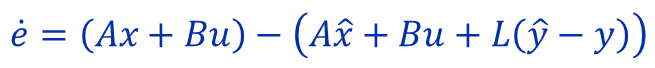 ė = (Ax + Bu) − (Ax̂ + Bu + L(ŷ − y))